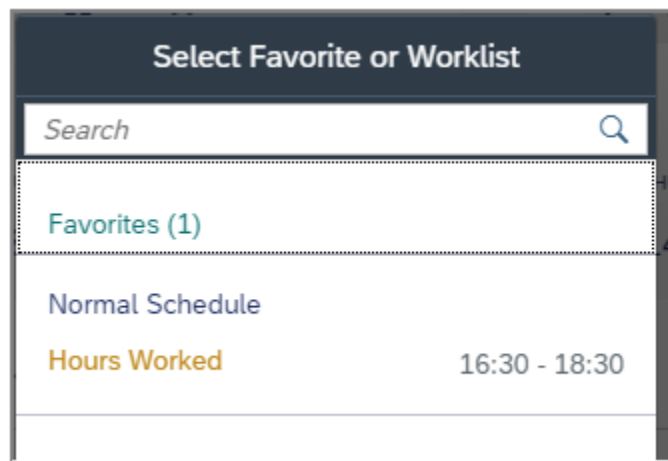 Select Favorite or Worklist
Search
Favorites (1)
Normal Schedule
Hours Worked 16:30 - 18:30